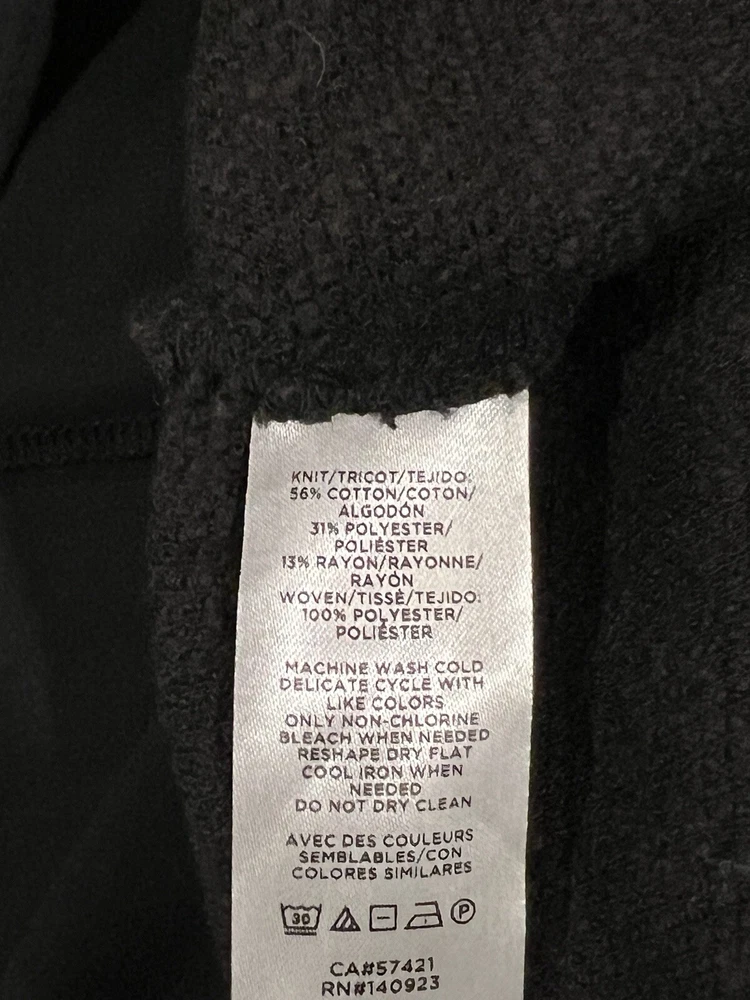 KNIT/TRICOT/TEJIDO:
56% COTTON/COTON/
ALGODÓN
31% POLYESTER/
POLIÉSTER
13% RAYON/RAYONNE/
RAYÓN
WOVEN/TISSÈ/TEJIDO:
100% POLYESTER/
POLIÉSTER
MACHINE WASH COLD
DELICATE CYCLE WITH
LIKE COLORS
ONLY NON-CHLORINE
BLEACH WHEN NEEDED
RESHAPE DRY FLAT
COOL IRON WHEN
NEEDED
DO NOT DRY CLEAN
AVEC DES COULEURS
SEMBLABLES/CON
COLORES SIMILARES
30 P
CA#57421
RN#140923